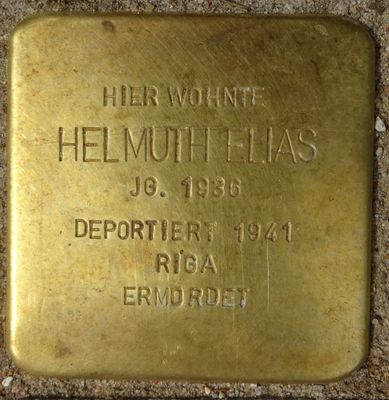 HIER WOHNTE
HELMUTH ELIAS
JG. 1936
DEPORTIERT 1941
RIGA
ERMORDET